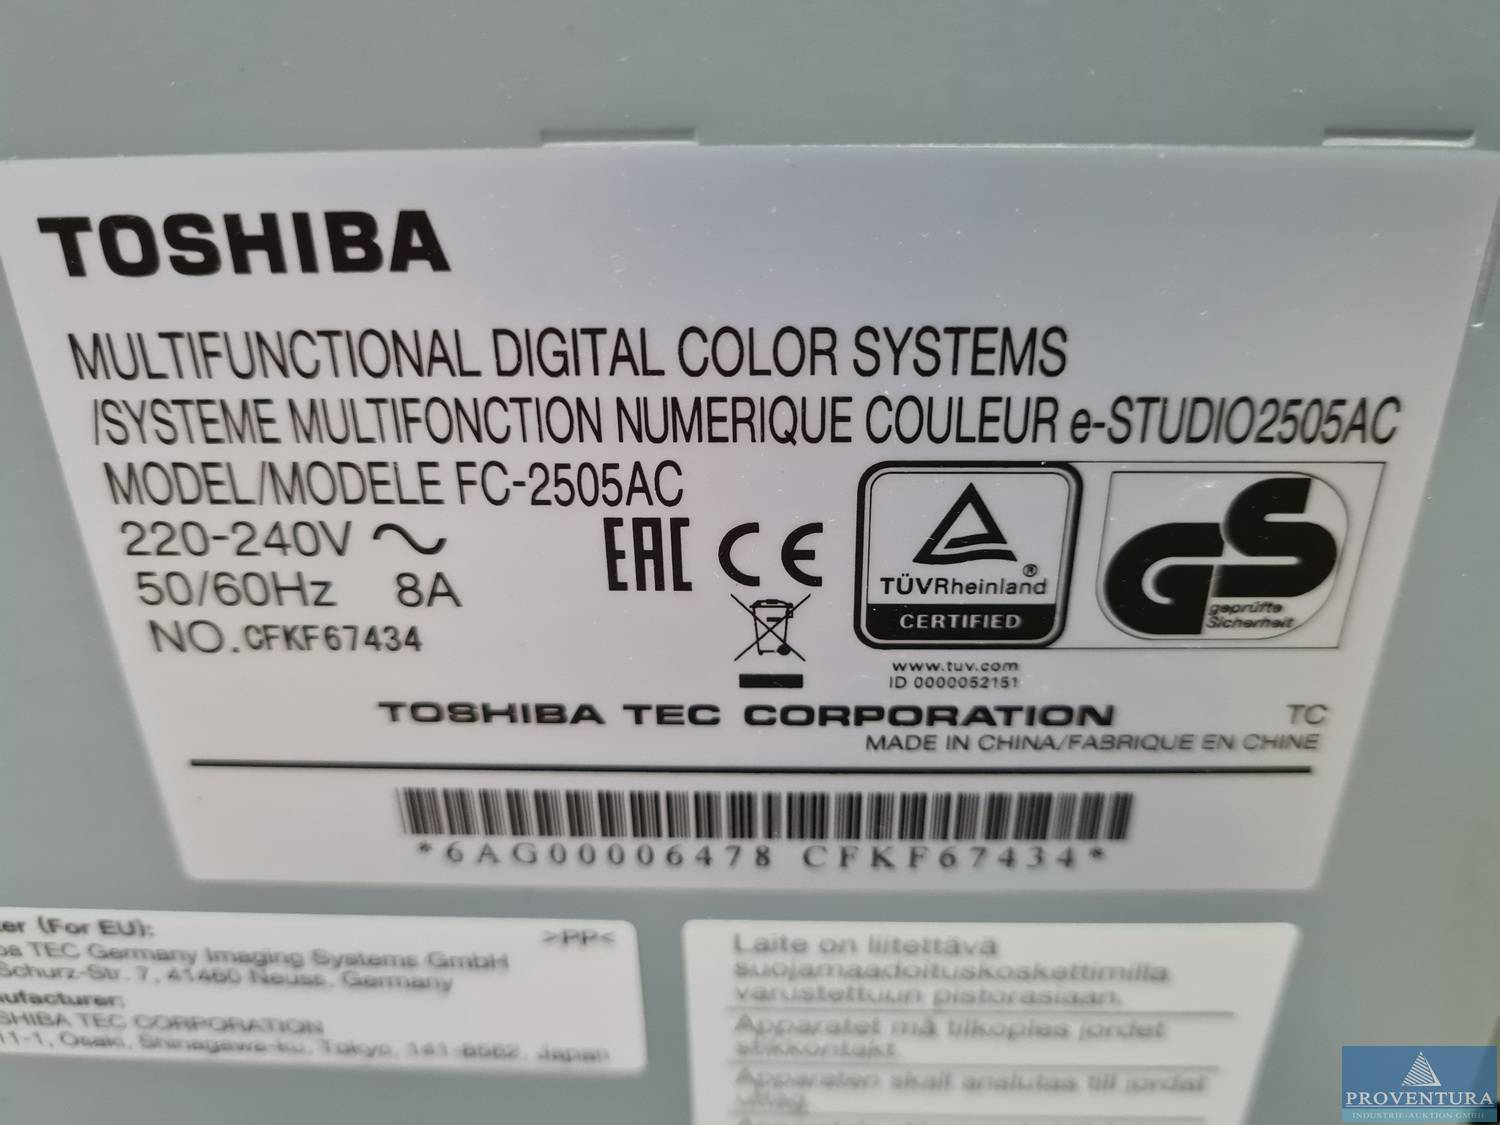 TOSHIBA
MULTIFUNCTIONAL DIGITAL COLOR SYSTEMS
/SYSTEME MULTIFONCTION NUMERIQUE COULEUR e-STUDIO2505AC
MODEL/MODELE FC-2505AC
220-240V
50/60Hz 8A
NO.CFKF67434
EAC CE
TÜVRheinland®
CERTIFIED
www.tuv.com
ID 0000052151
GS
geprüfte
Sicherheit
TOSHIBA TEC CORPORATION TC
MADE IN CHINA/FABRIQUE EN CHINE
*6AG00006478 CFKF67434*
(For EU):
>PP<
TEC Germany Imaging Systems GmbH
Schurz-Str. 7, 41460 Neuss, Germany
TEC CORPORATION
11-1, Osaki, Shinagawa-ku, Tokyo, 141-8562, Japan
Laite on liitettävä
suojamaadoituskoskettimilla
varustettuun pistorasiaan.
Apparatet må tilkoples jordet
stikkontakt.
Apparaten skall anslutas till jordat
uttag.
PROVENTURA
INDUSTRIE-AUKTION GMBH